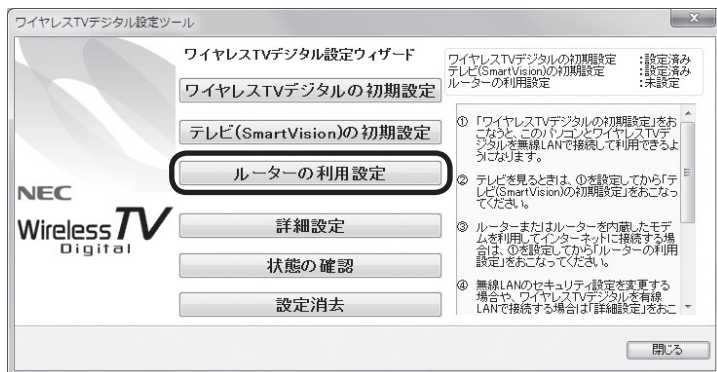 ワイヤレスTVデジタル設定ツール
x
ワイヤレスTVデジタル設定ウィザード
ワイヤレスTVデジタルの初期設定
テレビ(SmartVision)の初期設定
ルーターの利用設定
詳細設定
状態の確認
設定消去
NEC
Wireless TV
Digital
ワイヤレスTVデジタルの初期設定 :設定済み
テレビ(SmartVision)の初期設定 :設定済み
ルーターの利用設定 :未設定
① 「ワイヤレスTVデジタルの初期設定」をお
こなうと、このパソコンとワイヤレスTVデ
ジタルを無線LANで接続して利用できるよ
うになります。
② テレビを見るときは、①を設定してから「テ
レビ(SmartVision)の初期設定」をおこなっ
てください。
③ ルーターまたはルーターを内蔵したモデ
ムを利用してインターネットに接続する場
合は、①を設定してから「ルーターの利用
設定」をおこなってください。
④ 無線LANのセキュリティ設定を変更する
場合や、ワイヤレスTVデジタルを有線
LANで接続する場合は「詳細設定」をおこ
閉じる